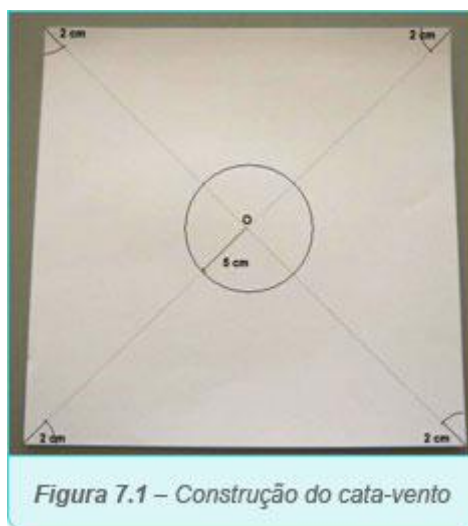 2 cm 2 cm
O
5 cm
2 cm 2 cm
Figura 7.1 – Construção do cata-vento